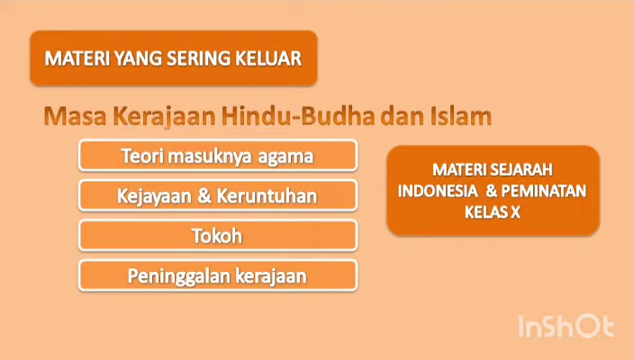 MATERI YANG SERING KELUAR
Masa Kerajaan Hindu-Budha dan Islam
Teori masuknya agama
Kejayaan & Keruntuhan
Tokoh
Peninggalan kerajaan
MATERI SEJARAH
INDONESIA & PEMINATAN
KELAS X
InShOt